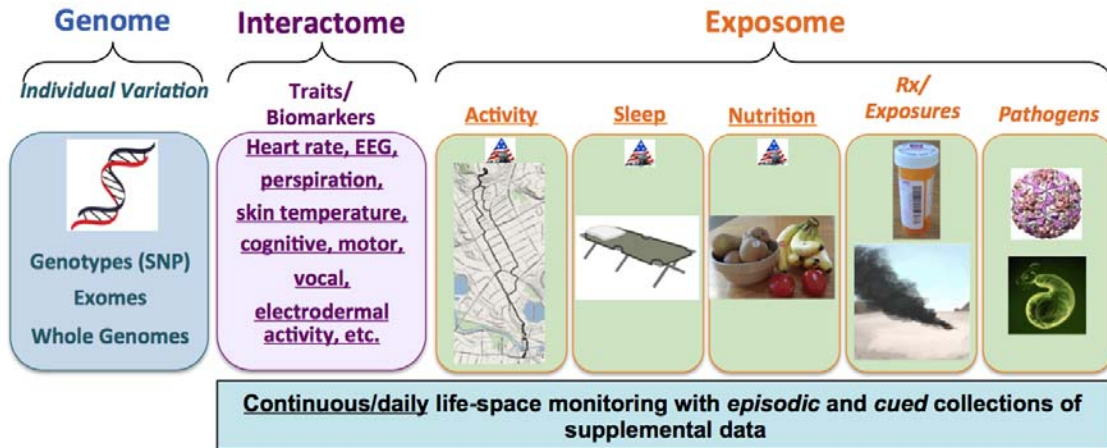 Genome
Interactome
Exposome
Individual Variation
Traits/
Biomarkers
Activity
Sleep
Nutrition
Rx/
Exposures
Pathogens
Genotypes (SNP)
Exomes
Whole Genomes
Heart rate, EEG,
perspiration,
skin temperature,
cognitive, motor,
vocal,
electrodermal
activity, etc.
Continuous/daily life-space monitoring with episodic and cued collections of
supplemental data